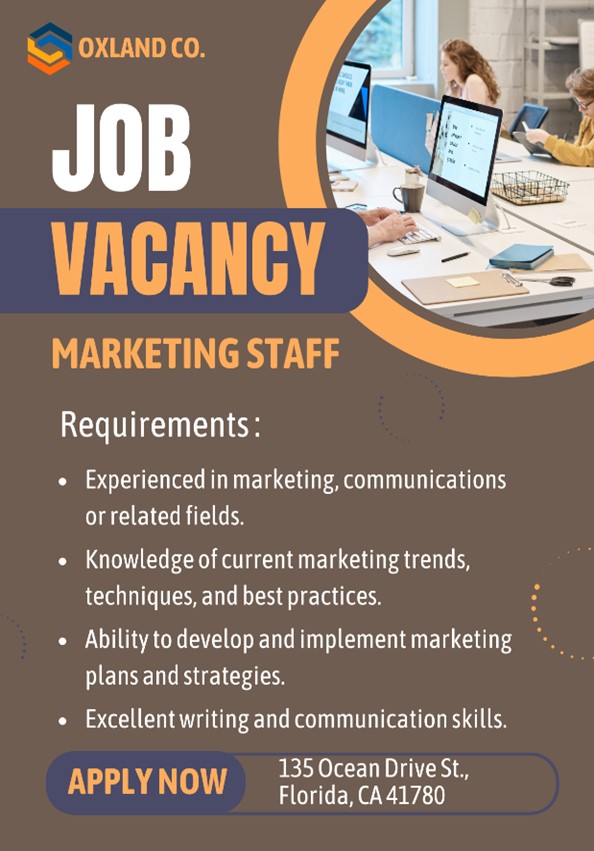 OXLAND CO.
JOB
VACANCY
MARKETING STAFF
Requirements :
• Experienced in marketing, communications
or related fields.
• Knowledge of current marketing trends,
techniques, and best practices.
• Ability to develop and implement marketing
plans and strategies.
• Excellent writing and communication skills.
APPLY NOW
135 Ocean Drive St.,
Florida, CA 41780